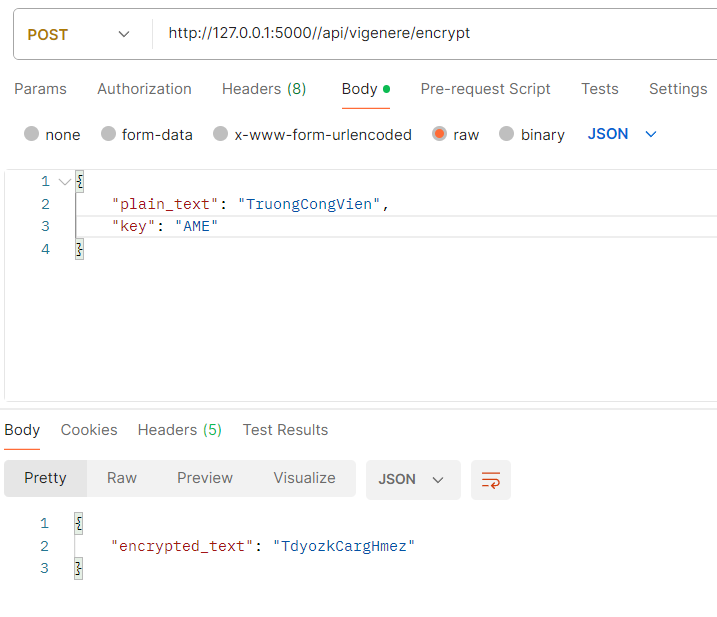 POST http://127.0.0.1:5000//api/vigenere/encrypt
Params Authorization Headers (8) Body Pre-request Script Tests Settings
none form-data x-www-form-urlencoded raw binary JSON
1 {
2 "plain_text": "TruongCongVien",
3 "key": "AME"
4 }
Body Cookies Headers (5) Test Results
Pretty Raw Preview Visualize JSON
1 {
2 "encrypted_text": "TdyozkCargHmez"
3 }